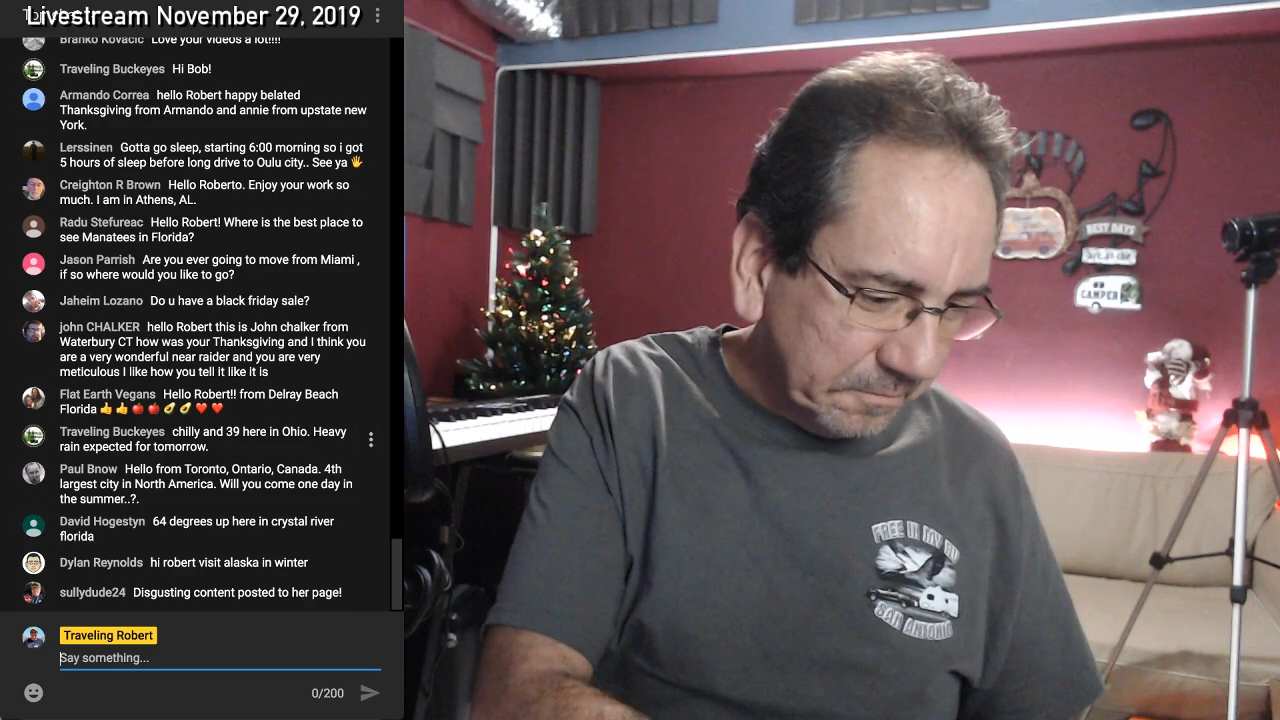 Livestream November 29, 2019
Branko Kovacic Love your videos a lot!!!!
Traveling Buckeyes Hi Bob!
Armando Correa hello Robert happy belated
Thanksgiving from Armando and annie from upstate new
York.
Lerssinen Gotta go sleep, starting 6:00 morning so i got
5 hours of sleep before long drive to Oulu city.. See ya 🖐
Creighton R Brown Hello Roberto. Enjoy your work so
much. I am in Athens, AL.
Radu Stefureac Hello Robert! Where is the best place to
see Manatees in Florida?
Jason Parrish Are you ever going to move from Miami ,
if so where would you like to go?
Jaheim Lozano Do u have a black friday sale?
john CHALKER hello Robert this is John chalker from
Waterbury CT how was your Thanksgiving and I think you
are a very wonderful near raider and you are very
meticulous I like how you tell it like it is
Flat Earth Vegans Hello Robert!! from Delray Beach
Florida 👍👍🍎🍎🥑🥑❤️❤️
Traveling Buckeyes chilly and 39 here in Ohio. Heavy
rain expected for tomorrow.
Paul Bnow Hello from Toronto, Ontario, Canada. 4th
largest city in North America. Will you come one day in
the summer..?.
David Hogestyn 64 degrees up here in crystal river
florida
Dylan Reynolds hi robert visit alaska in winter
sullydude24 Disgusting content posted to her page!
Traveling Robert
Say something...
0/200
BEST DAYS
CAMPER
FREE IN
SAN ANTONIO